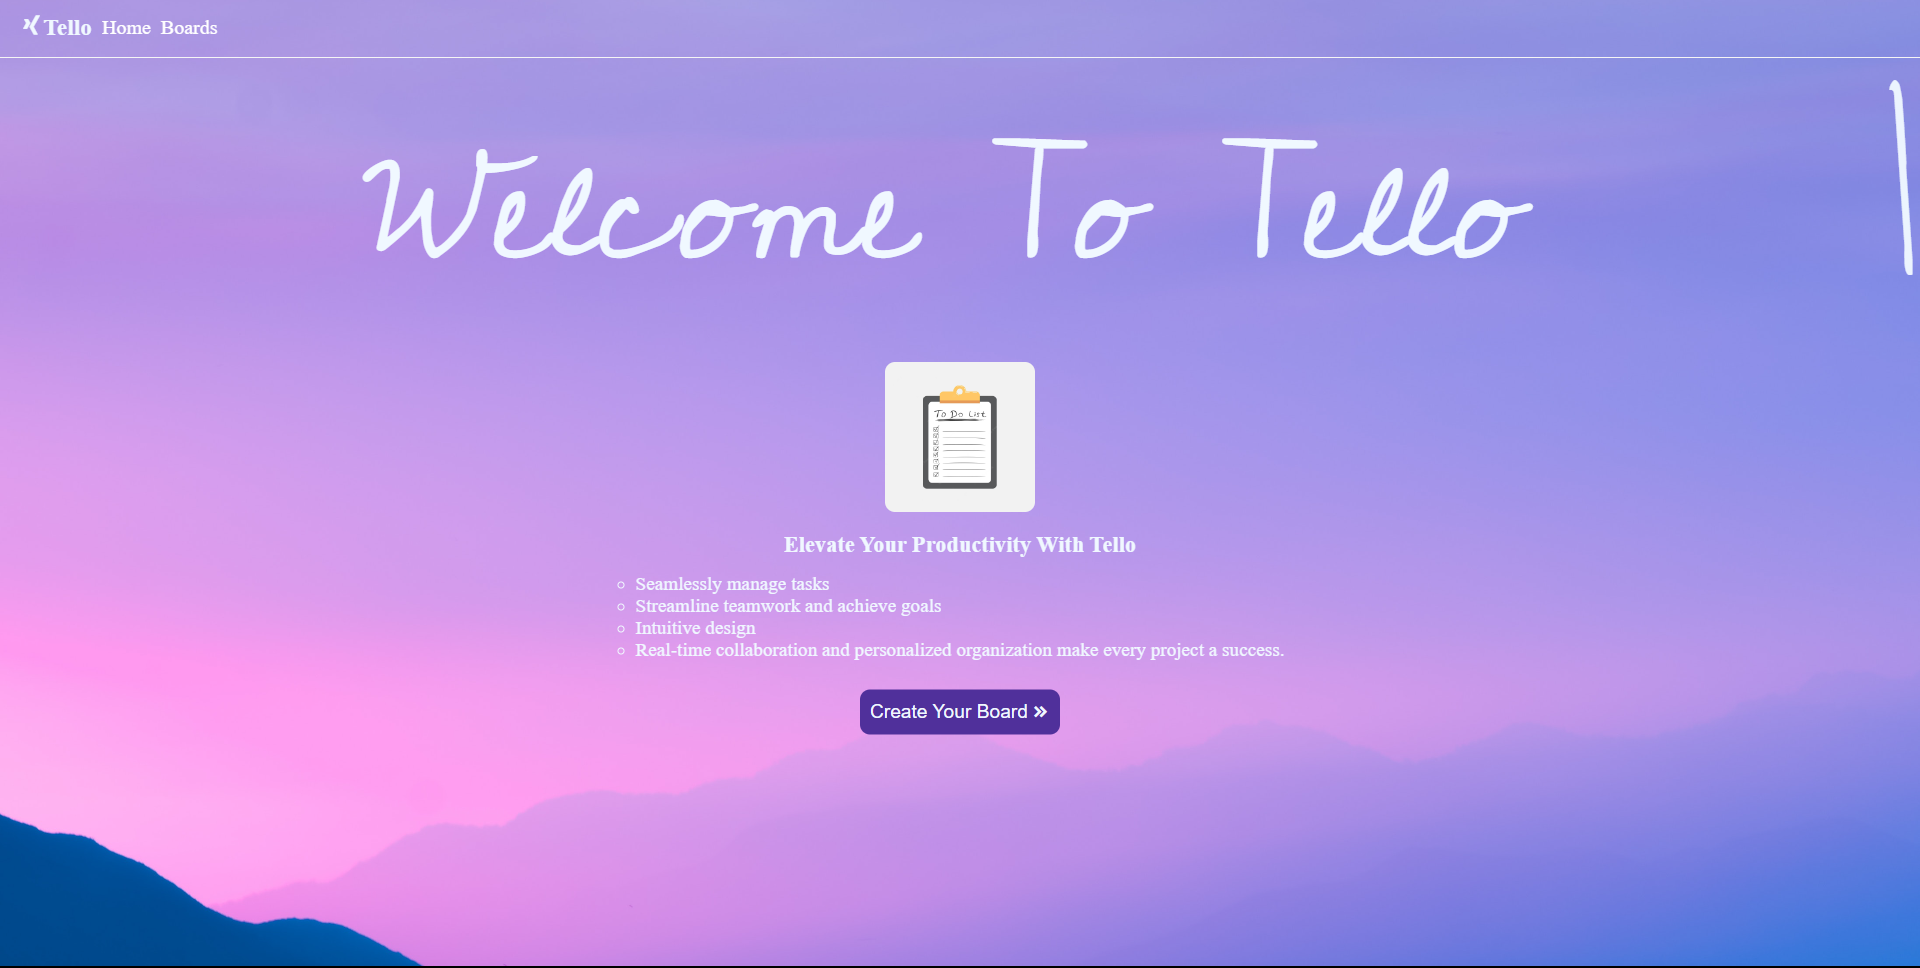 Tello Home Boards
Welcome To Tello |
To Do List
Elevate Your Productivity With Tello
Seamlessly manage tasks
Streamline teamwork and achieve goals
Intuitive design
Real-time collaboration and personalized organization make every project a success.
Create Your Board »